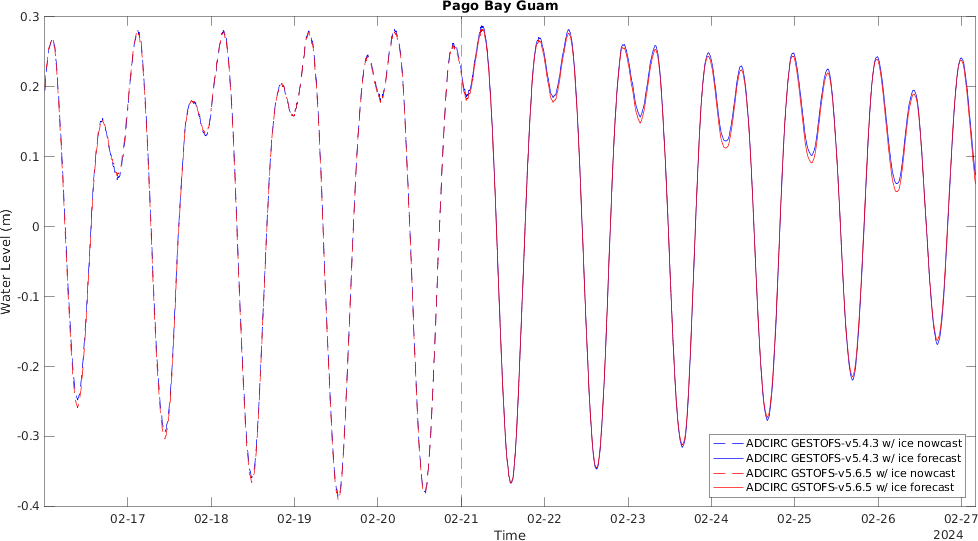 Pago Bay Guam
0.3
0.2
0.1
0
-0.1
-0.2
-0.3
-0.4
Water Level (m)
ADCIRC GESTOFS-v5.4.3 w/ ice nowcast
ADCIRC GESTOFS-v5.4.3 w/ ice forecast
ADCIRC GSTOFS-v5.6.5 w/ ice nowcast
ADCIRC GSTOFS-v5.6.5 w/ ice forecast
02-17 02-18 02-19 02-20 02-21 02-22 02-23 02-24 02-25 02-26 02-27
Time
2024